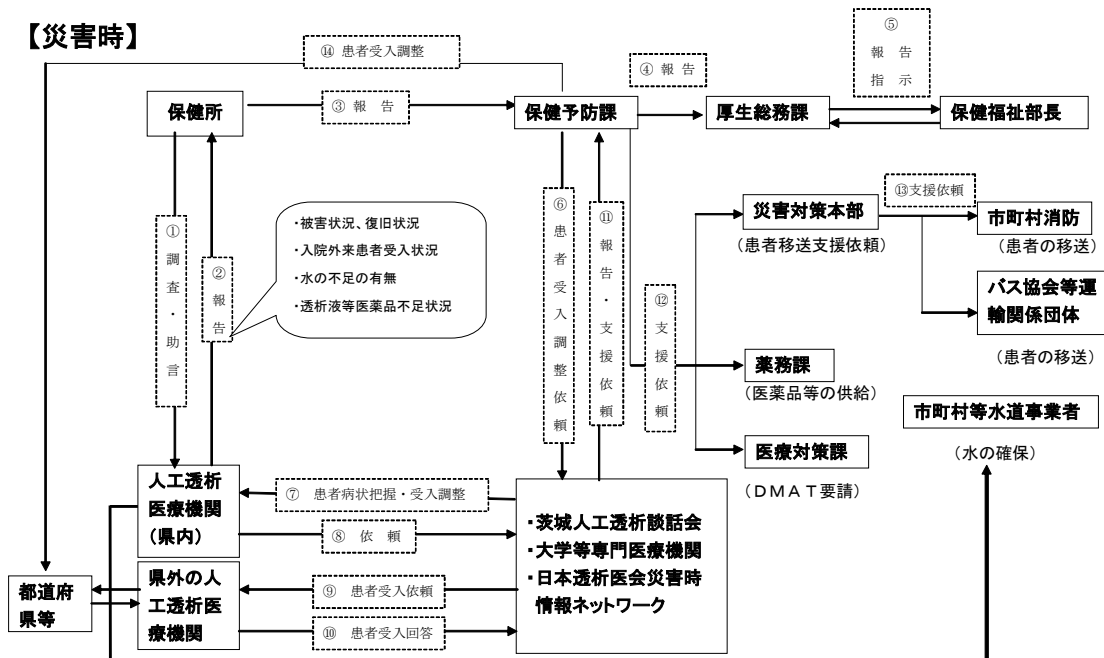 【災害時】
⑭ 患者受入調整
④ 報 告
⑤
報 告
指 示
保健所
③ 報 告
保健予防課
厚生総務課
保健福祉部長
①調査・助言
②報告
・被害状況、復旧状況
・入院外来患者受入状況
・水の不足の有無
・透析液等医薬品不足状況
⑥患者受入調整依頼
⑪報告・支援依頼
⑫支援依頼
⑬支援依頼
災害対策本部
(患者移送支援依頼)
市町村消防
(患者の移送)
バス協会等運
輸関係団体
(患者の移送)
薬務課
(医薬品等の供給)
市町村等水道事業者
(水の確保)
医療対策課
(DMAT要請)
人工透析
医療機関
(県内)
⑦ 患者病状把握・受入調整
⑧ 依 頼
・茨城人工透析談話会
・大学等専門医療機関
・日本透析医会災害時
情報ネットワーク
都道府
県等
県外の人
工透析医
療機関
⑨ 患者受入依頼
⑩ 患者受入回答